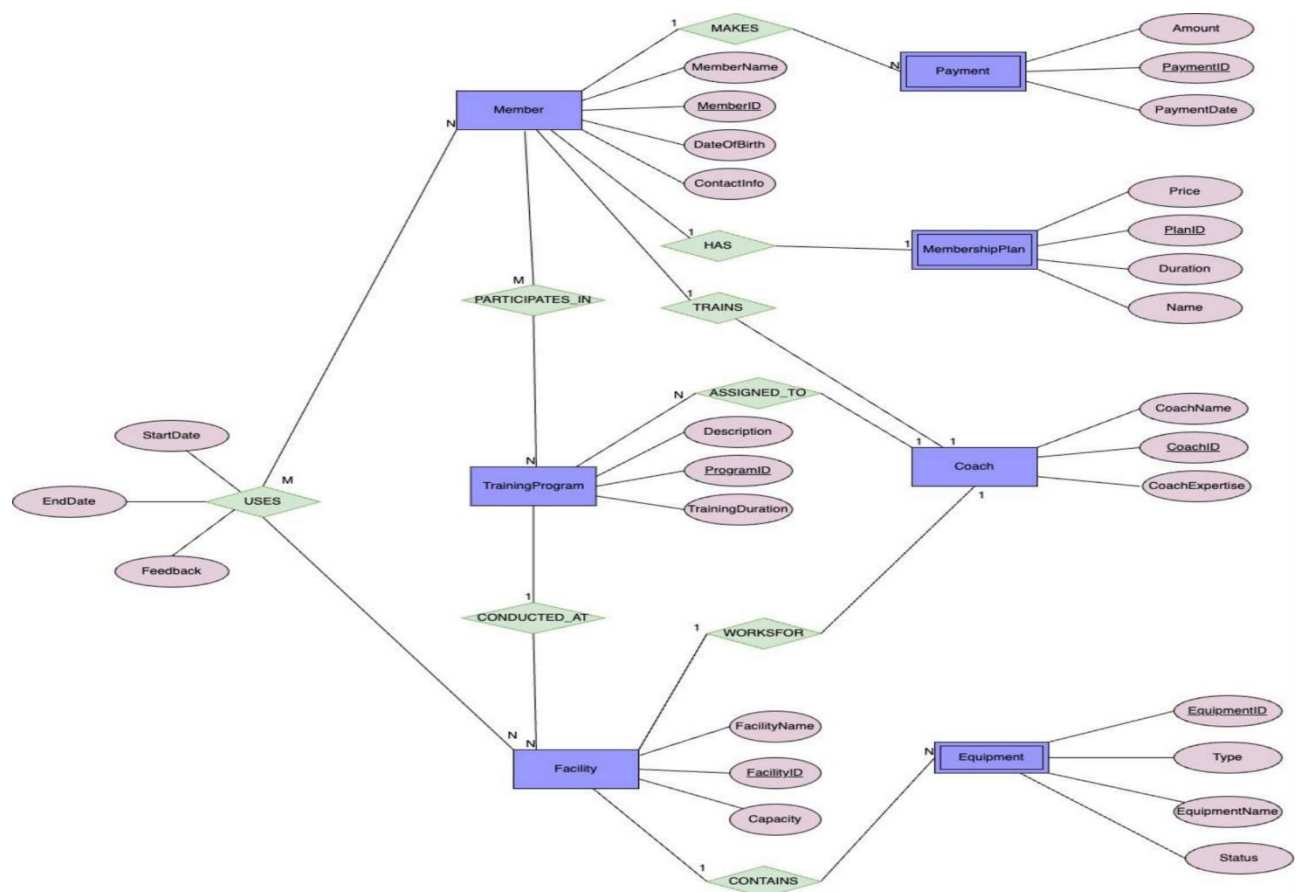 1
MAKES
Amount
N
Payment
PaymentID
PaymentDate
MemberName
Member
MemberID
N
DateOfBirth
ContactInfo
Price
1
HAS
1
MembershipPlan
PlanID
Duration
Name
M
PARTICIPATES_IN
1
TRAINS
N
ASSIGNED_TO
CoachName
Description
1
1
CoachID
Coach
CoachExpertise
1
N
TrainingProgram
ProgramID
TrainingDuration
StartDate
M
EndDate
USES
Feedback
1
CONDUCTED_AT
1
WORKSFOR
N
N
FacilityName
Facility
FacilityID
Capacity
EquipmentID
N
Equipment
Type
EquipmentName
Status
1
CONTAINS